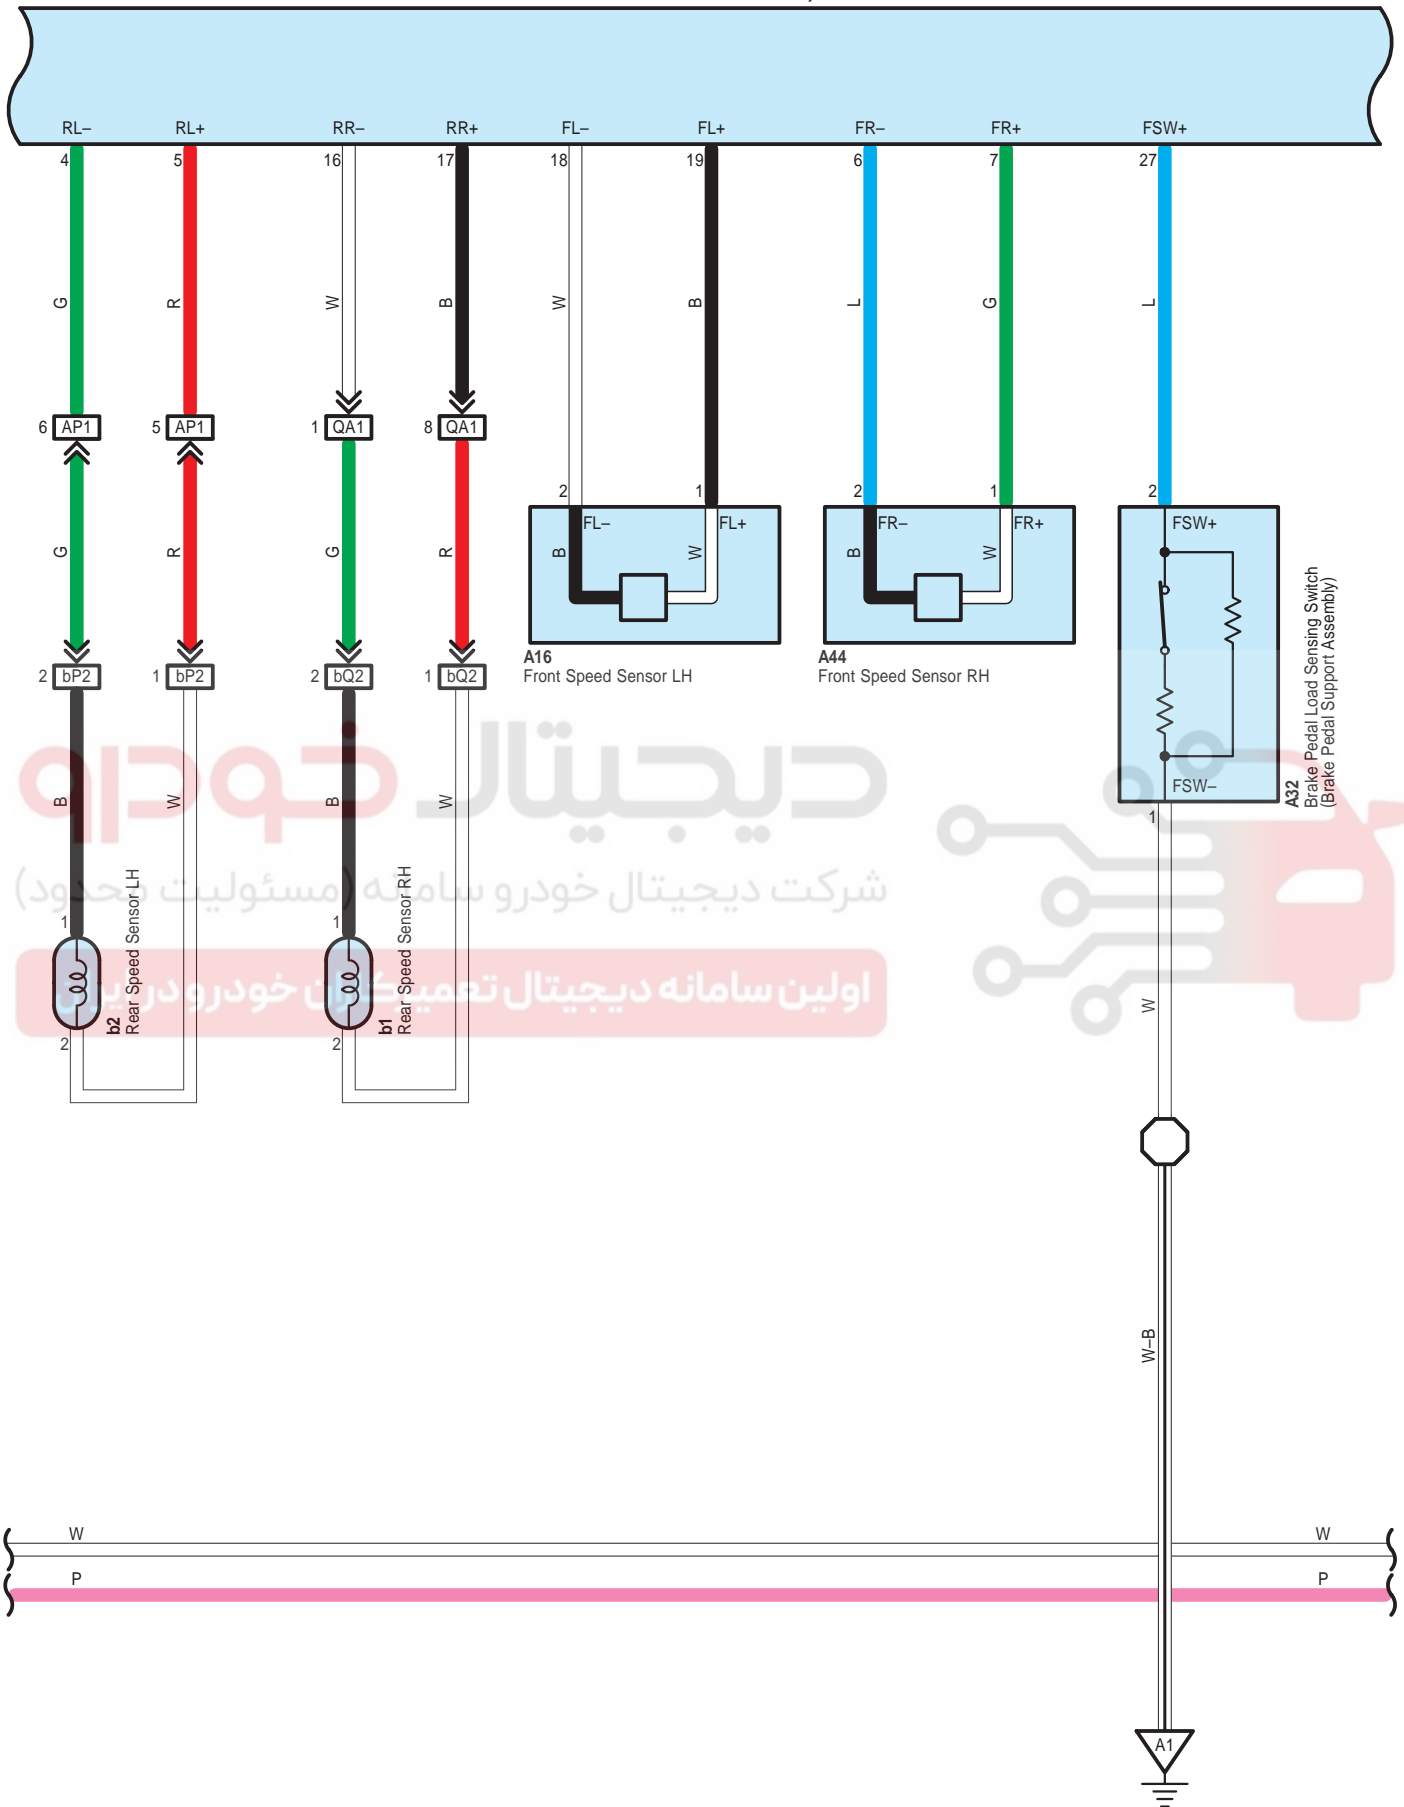 RL– RL+ RR– RR+ FL– FL+ FR– FR+ FSW+
4 5 16 17 18 19 6 7 27
G R W B W B L G L
6 AP1 5 AP1 1 QA1 8 QA1
2 1 2 1 2
FL– FL+ FR– FR+ FSW+
G R G R B W B W
A16
Front Speed Sensor LH
A44
Front Speed Sensor RH
2 bP2 1 bP2 2 bQ2 1 bQ2
A32
Brake Pedal Load Sensing Switch
(Brake Pedal Support Assembly)
FSW–
1
دیجیتال خودرو
B W B W
شرکت دیجیتال خودرو سامانه (مسئولیت محدود)
1 1
b2
Rear Speed Sensor LH
b1
Rear Speed Sensor RH
اولین سامانه دیجیتال تعمیرکاران خودرو در ایران
W
2 2
W–B
W W
P P
A1